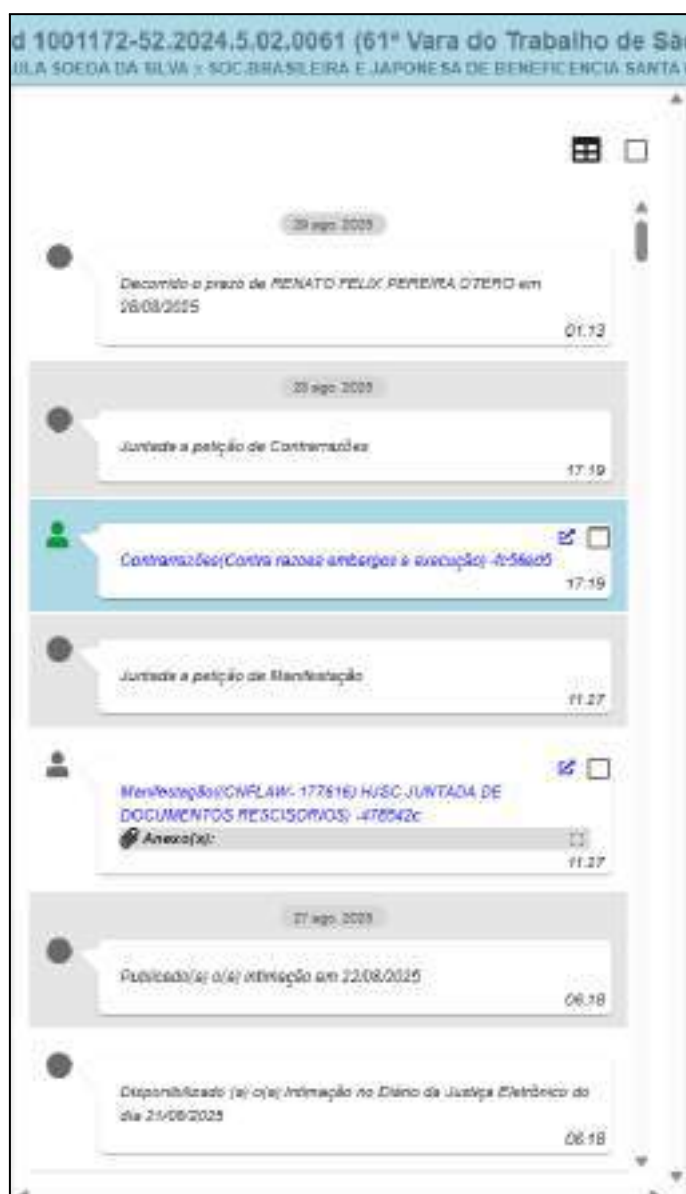 d 1001172-52.2024.5.02.0061 (61ª Vara do Trabalho de São
ULA SOEDA DA SILVA x SOC.BRASILEIRA E JAPONESA DE BENEFICENCIA SANTA
29 ago. 2025
Decorrido o prazo de RENATO FELIX PEREIRA OTERO em
28/08/2025
01:13
28 ago. 2025
Juntada a petição de Contrarrazões
17:19
Contrarrazões(Contra razoes embargos a execução) -
17:19
Juntada a petição de Manifestação
11:27
Manifestação((CNFLAW- 177616) HJSC JUNTADA DE
DOCUMENTOS RESCISORIOS) -476542c
Anexo(s):
11:27
27 ago. 2025
Publicado(a) o(a) intimação em 22/08/2025
06:18
Disponibilizado (a) o(a) intimação no Diário da Justiça Eletrônico do
dia 21/08/2025
06:18